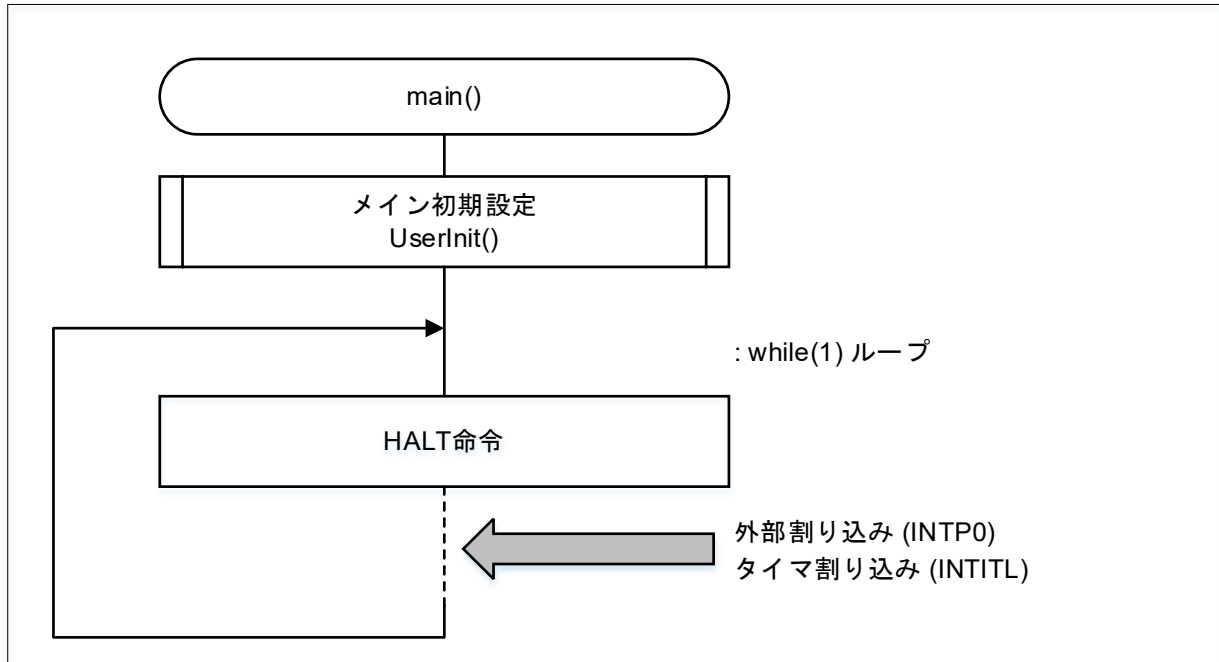 main()
メイン初期設定
UserInit()
: while(1) ループ
HALT命令
外部割り込み (INTP0)
タイマ割り込み (INTITL)